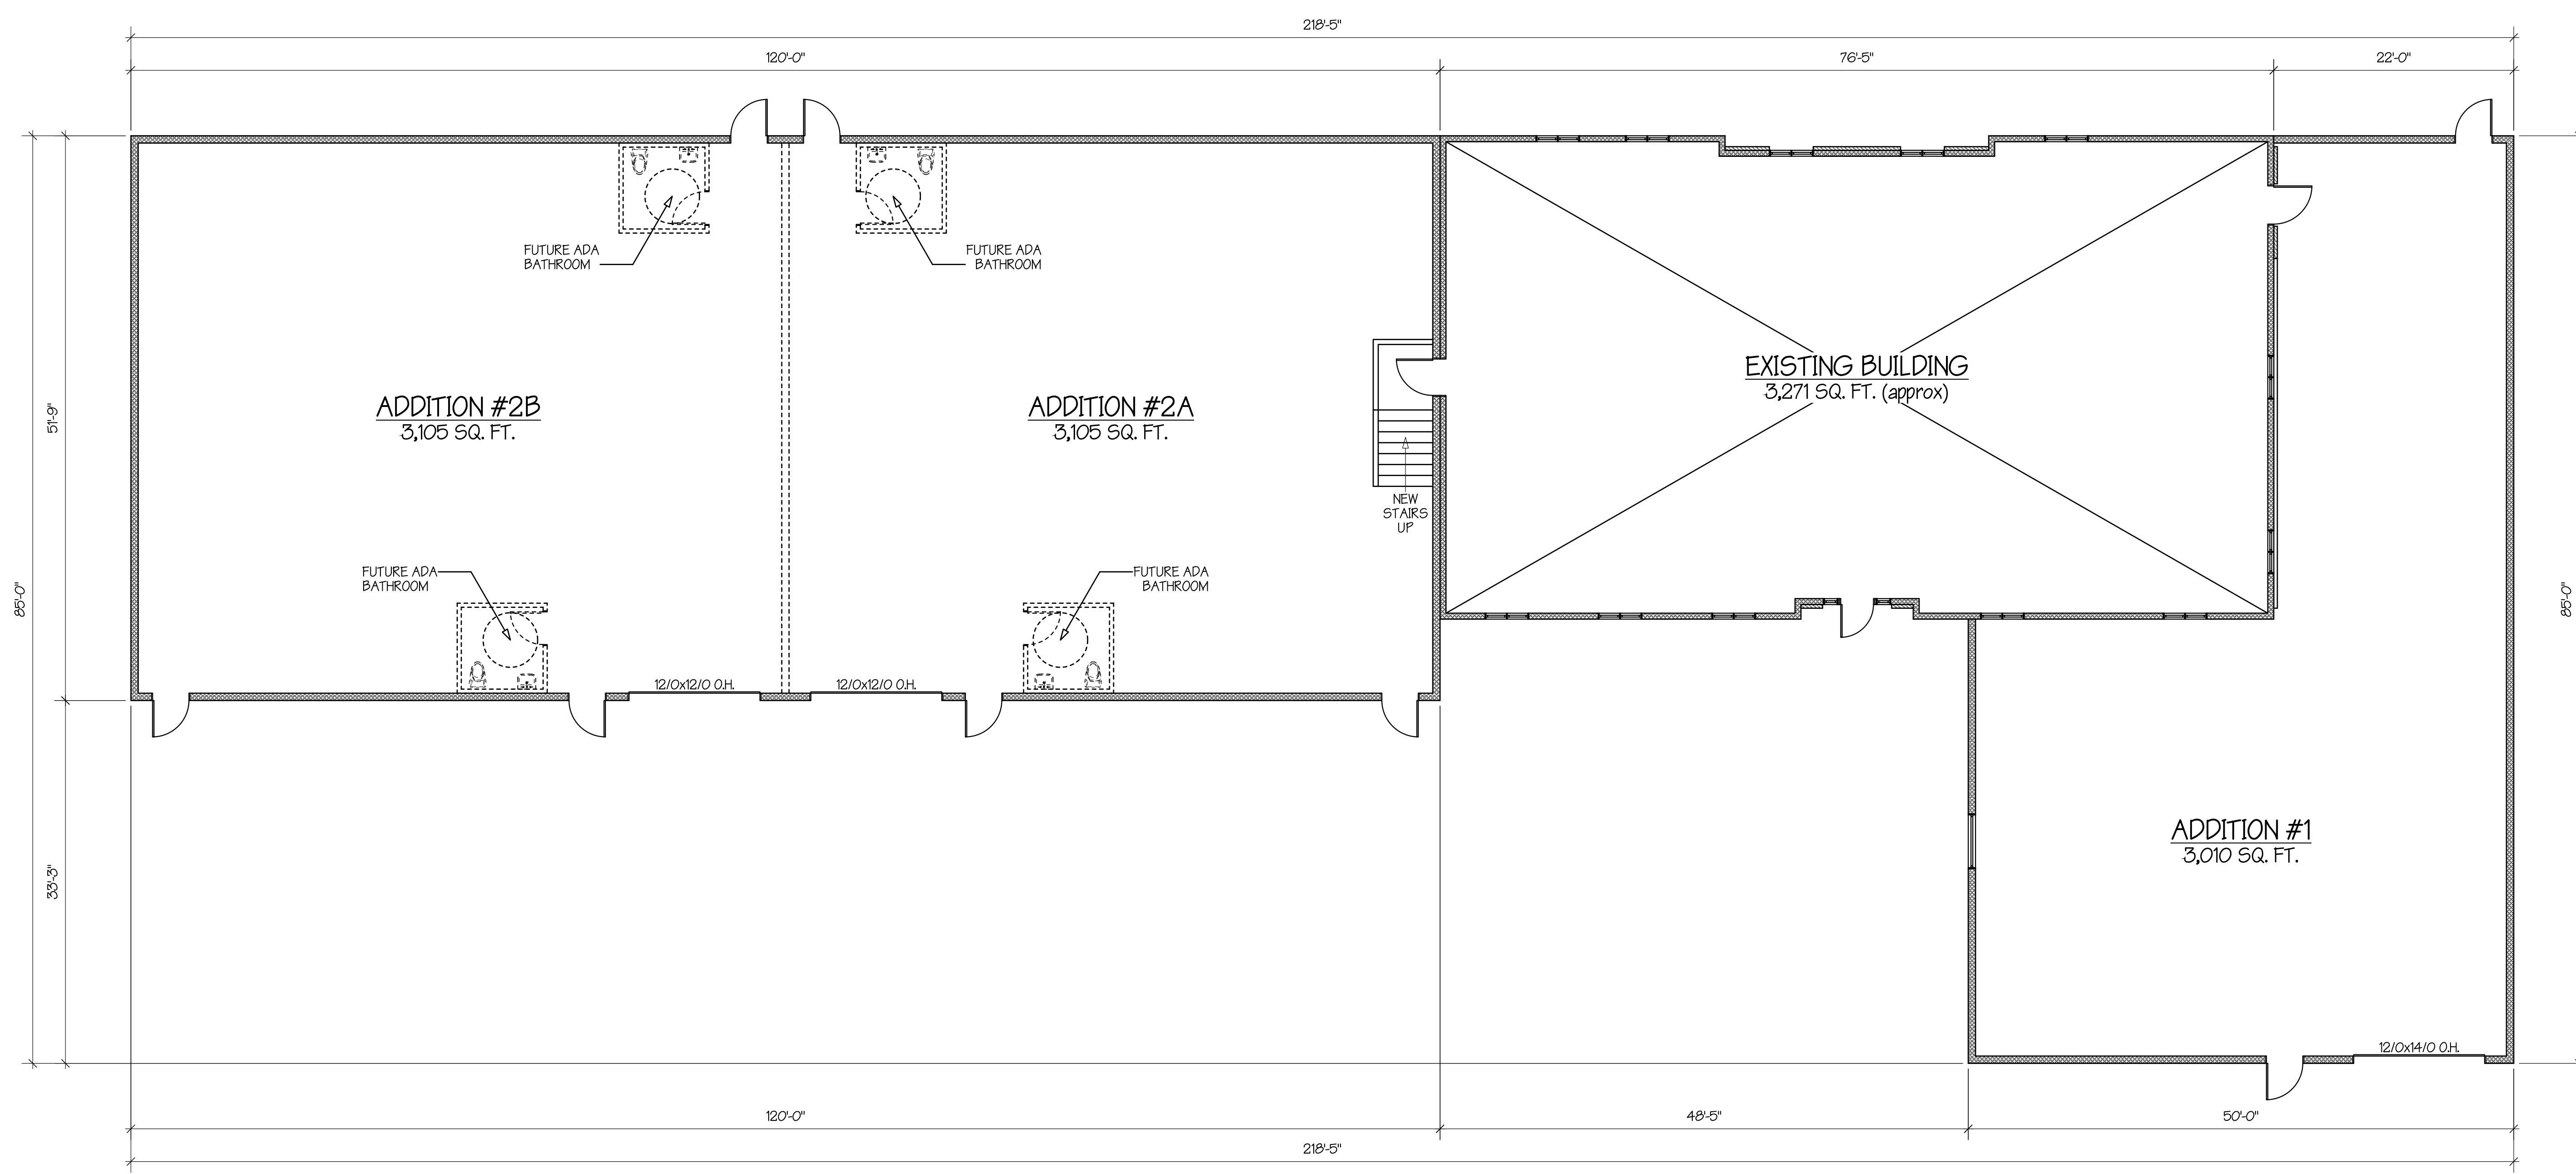 218'-5"
120'-0"
76'-5"
22'-0"
FUTURE ADA
BATHROOM
FUTURE ADA
BATHROOM
EXISTING BUILDING
3,271 SQ. FT. (approx)
51'-9"
ADDITION #2B
3,105 SQ. FT.
ADDITION #2A
3,105 SQ. FT.
NEW
STAIRS
UP
FUTURE ADA
BATHROOM
FUTURE ADA
BATHROOM
85'-0"
85'-0"
12/0x12/0 O.H.
12/0x12/0 O.H.
33'-3"
ADDITION #1
3,010 SQ. FT.
12/0x14/0 O.H.
120'-0"
48'-5"
50'-0"
218'-5"